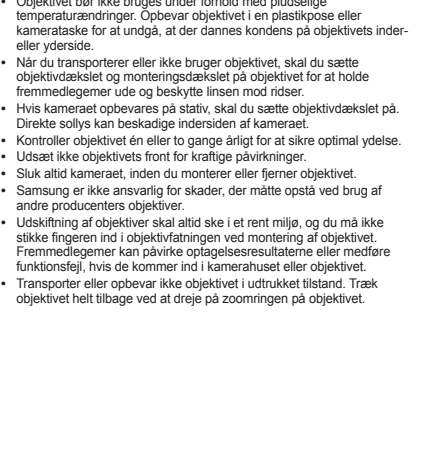 • Objektivet bør ikke bruges under forhold med pludselige
temperaturændringer. Opbevar objektivet i en plastikpose eller
kamerataske for at undgå, at der dannes kondens på objektivets inder-
eller yderside.
• Når du transporterer eller ikke bruger objektivet, skal du sætte
objektivdækslet og monteringsdækslet på objektivet for at holde
fremmedlegemer ude og beskytte linsen mod ridser.
• Hvis kameraet opbevares på stativ, skal du sætte objektivdækslet på.
Direkte sollys kan beskadige indersiden af kameraet.
• Kontroller objektivet én eller to gange årligt for at sikre optimal ydelse.
• Udsæt ikke objektivets front for kraftige påvirkninger.
• Sluk altid kameraet, inden du monterer eller fjerner objektivet.
• Samsung er ikke ansvarlig for skader, der måtte opstå ved brug af
andre producenters objektiver.
• Udskiftning af objektiver skal altid ske i et rent miljø, og du må ikke
stikke fingeren ind i objektivfatningen ved montering af objektivet.
Fremmedlegemer kan påvirke optagelsesresultaterne eller medføre
funktionsfejl, hvis de kommer ind i kamerahuset eller objektivet.
• Transporter eller opbevar ikke objektivet i udtrukket tilstand. Træk
objektivet helt tilbage ved at dreje på zoomringen på objektivet.